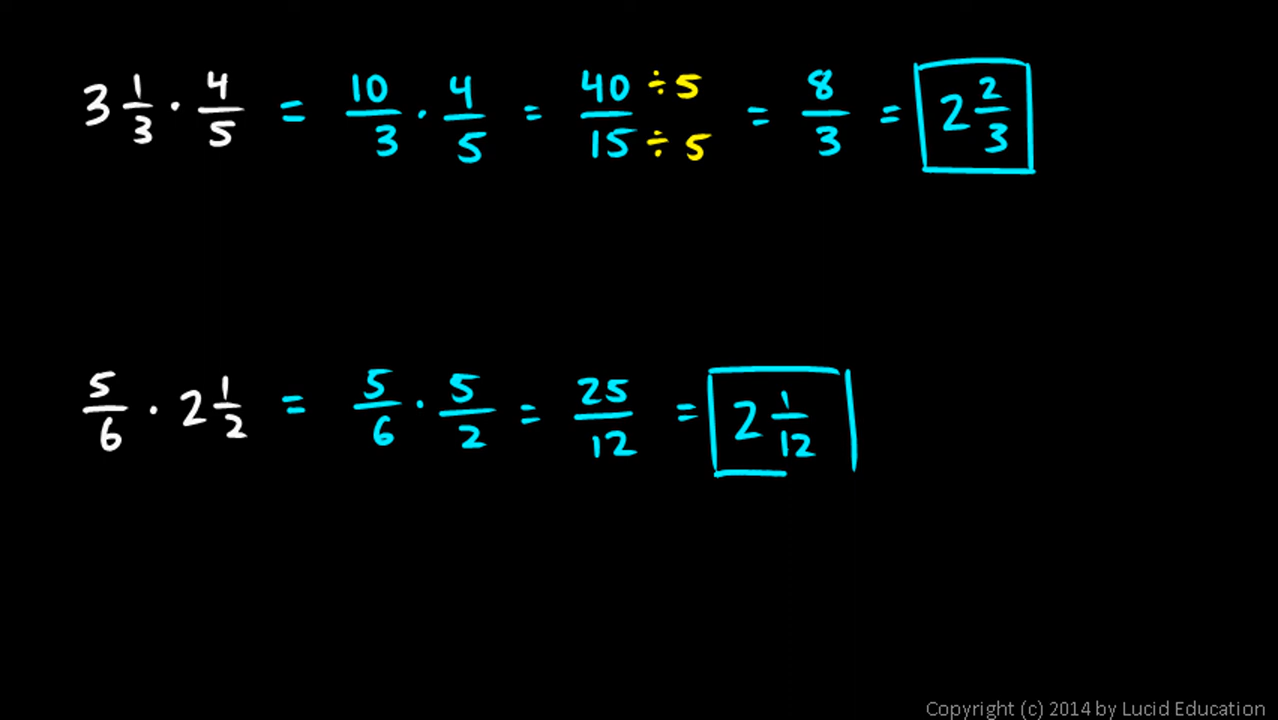 3 1/3 · 4/5 = 10/3 · 4/5 = 40÷5/15÷5 = 8/3 = 2 2/3
5/6 · 2 1/2 = 5/6 · 5/2 = 25/12 = 2 1/12
Copyright (c) 2014 by Lucid Education